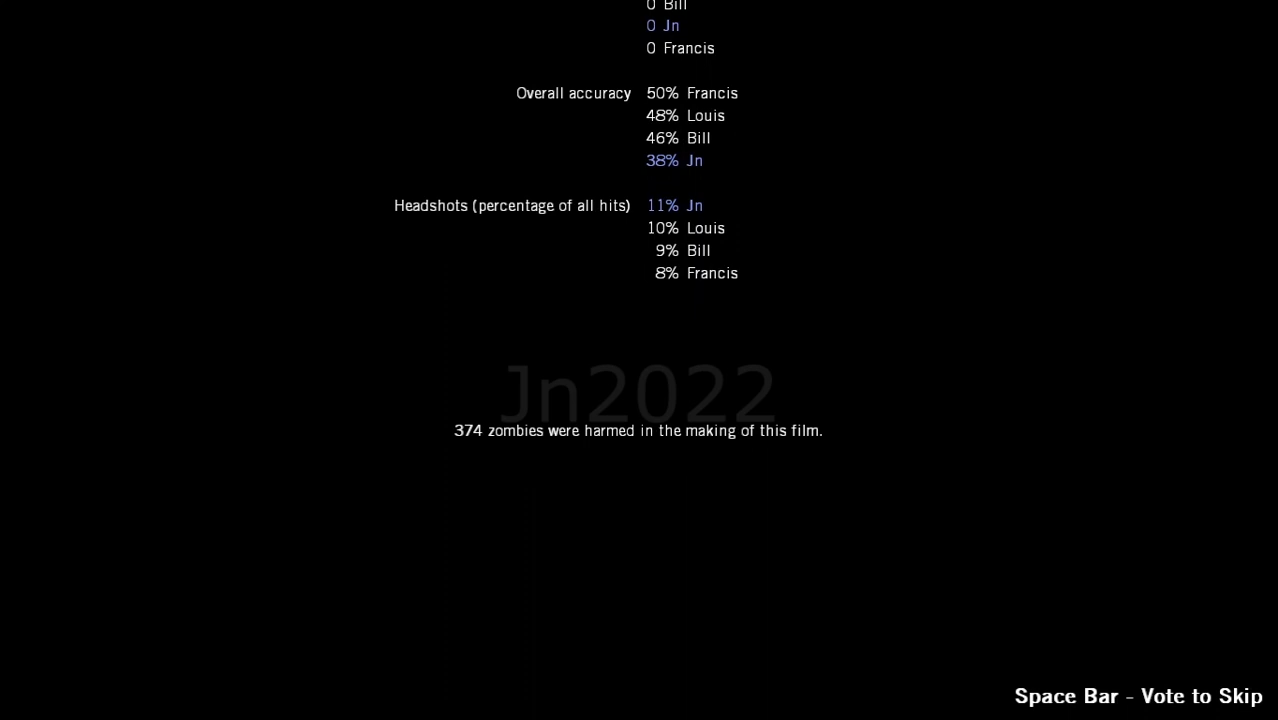 0 Bill
0 Jn
0 Francis
Overall accuracy 50% Francis
48% Louis
46% Bill
38% Jn
Headshots (percentage of all hits) 11% Jn
10% Louis
9% Bill
8% Francis
Jn2022
374 zombies were harmed in the making of this film.
Space Bar - Vote to Skip